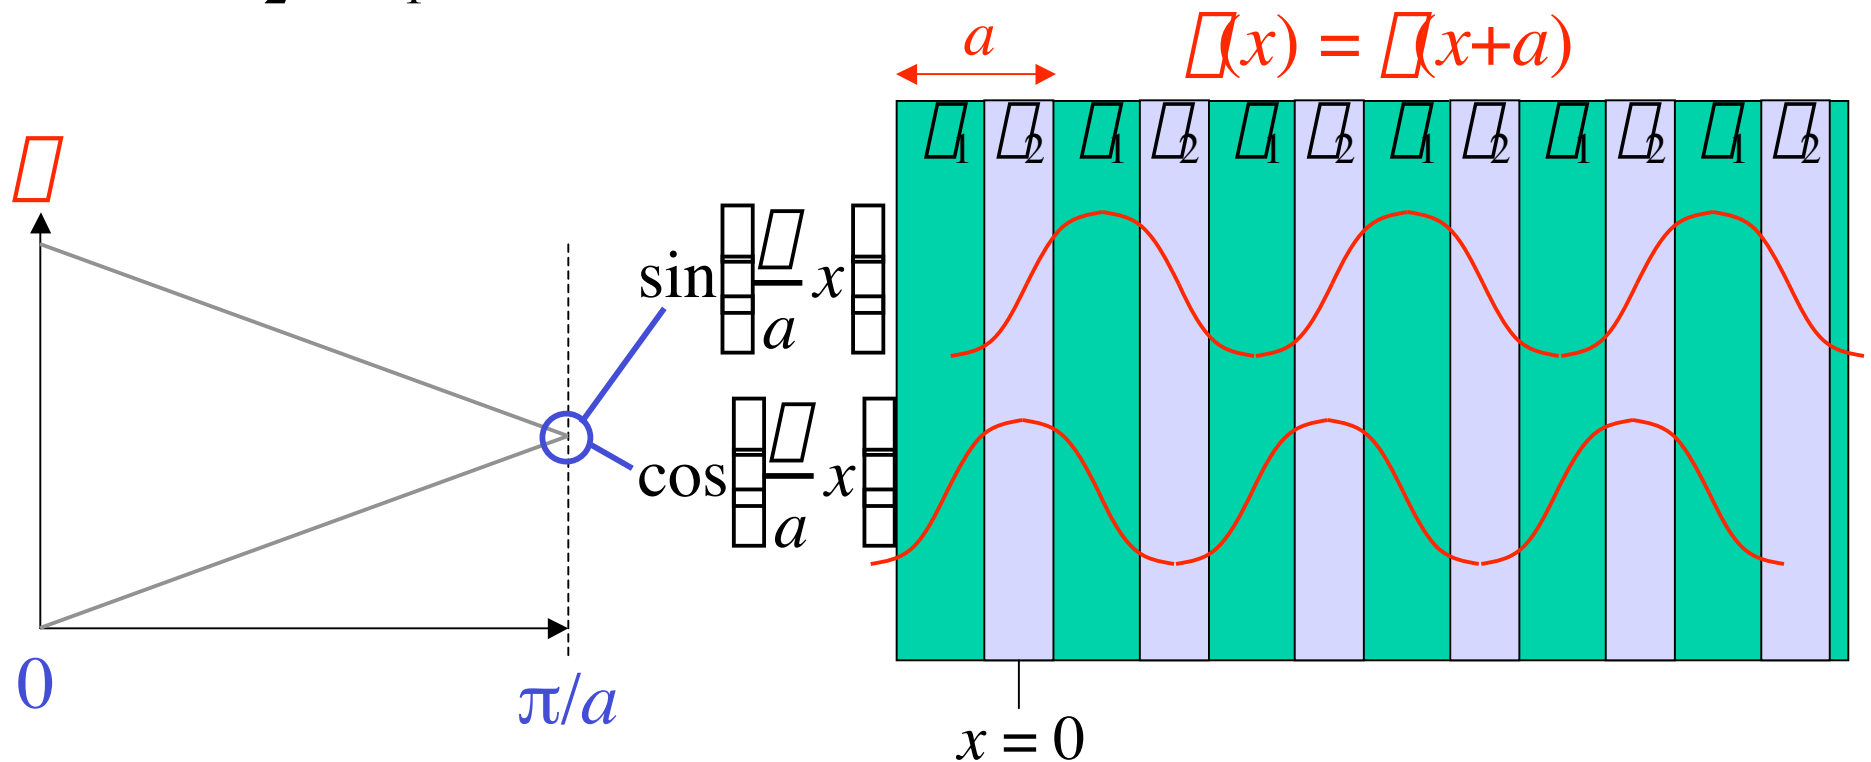 a
▯(x) = ▯(x+a)
▯1 ▯2 ▯1 ▯2 ▯1 ▯2 ▯1 ▯2 ▯1 ▯2 ▯1 ▯2
▯
sin ▯/a x
cos ▯/a x
0
π/a
x = 0